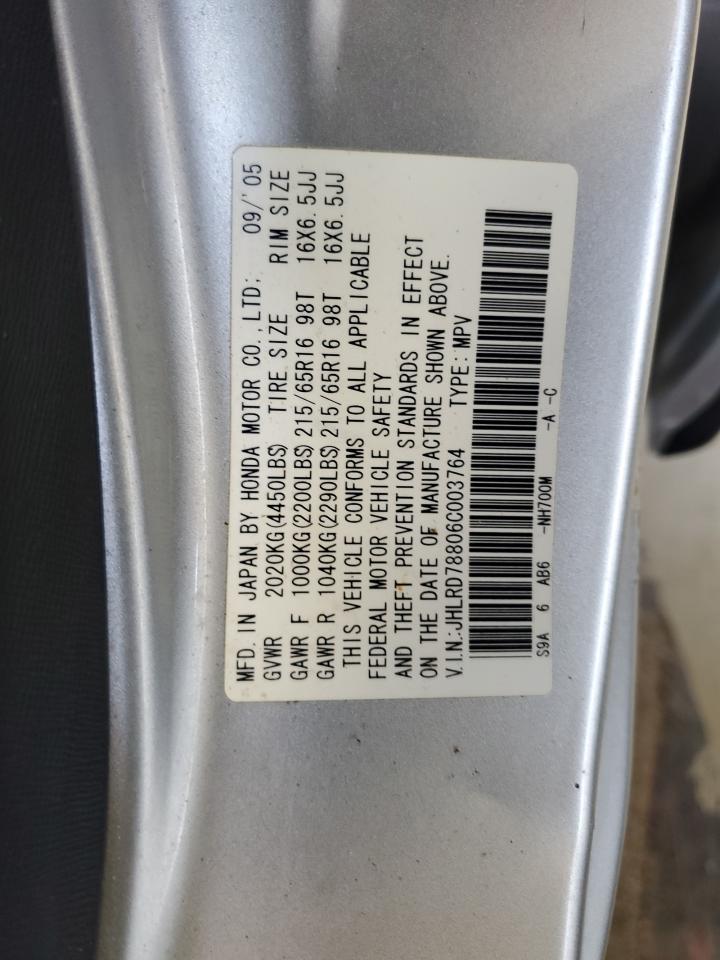 MFD. IN JAPAN BY HONDA MOTOR CO., LTD; 09/'05
GVWR 2020KG(4450LBS) TIRE SIZE RIM SIZE
GAWR F 1000KG(2200LBS)215/65R16 98T 16X6.5JJ
GAWR R 1040KG(2290LBS)215/65R16 98T 16X6.5JJ
THIS VEHICLE CONFORMS TO ALL APPLICABLE
FEDERAL MOTOR VEHICLE SAFETY
AND THEFT PREVENTION STANDARDS IN EFFECT
ON THE DATE OF MANUFACTURE SHOWN ABOVE.
V.I.N.:JHLRD78806C003764 TYPE: MPV
S9A 6 AB6 -NH700M -A -C